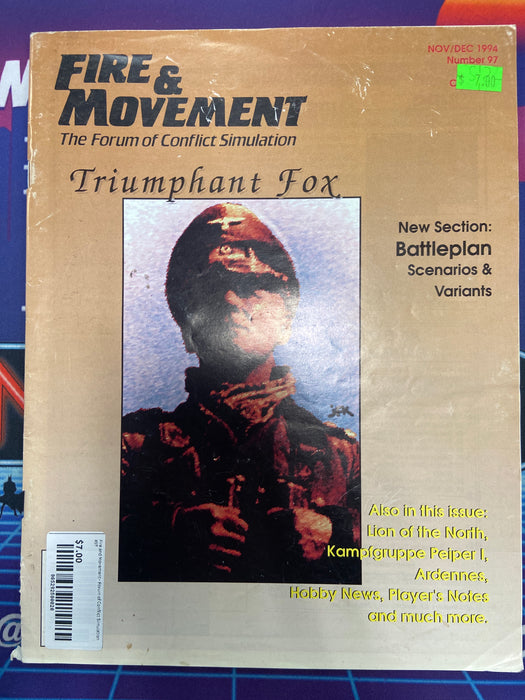 NOV/DEC 1994
Number 97
$ 7.00
FIRE &
MOVEMENT
The Forum of Conflict Simulation
Triumphant Fox
New Section:
Battleplan
Scenarios &
Variants
Also in this issue:
Lion of the North,
Kampfgruppe Peiper I,
Ardennes,
Hobby News, Player's Notes
and much more.
$7.00